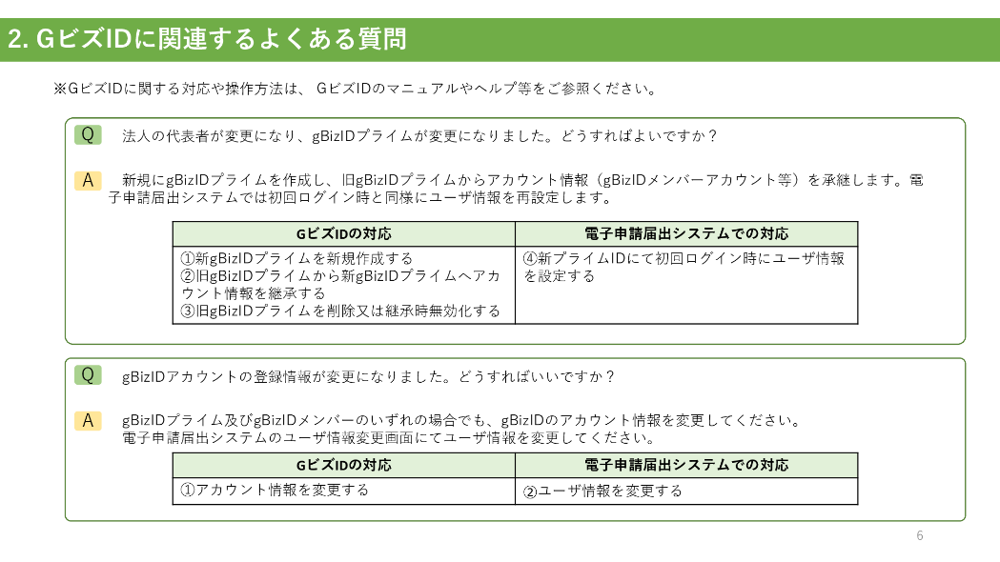 2. GビズIDに関連するよくある質問
※GビズIDに関する対応や操作方法は、 GビズIDのマニュアルやヘルプ等をご参照ください。
Q 法人の代表者が変更になり、gBizIDプライムが変更になりました。どうすればよいですか？
A 新規にgBizIDプライムを作成し、旧gBizIDプライムからアカウント情報（gBizIDメンバーアカウント等）を承継します。電
子申請届出システムでは初回ログイン時と同様にユーザ情報を再設定します。
GビズIDの対応 電子申請届出システムでの対応
①新gBizIDプライムを新規作成する
②旧gBizIDプライムから新gBizIDプライムへアカ
ウント情報を継承する
③旧gBizIDプライムを削除又は継承時無効化する
④新プライムIDにて初回ログイン時にユーザ情報
を設定する
Q gBizIDアカウントの登録情報が変更になりました。どうすればいいですか？
A gBizIDプライム及びgBizIDメンバーのいずれの場合でも、gBizIDのアカウント情報を変更してください。
電子申請届出システムのユーザ情報変更画面にてユーザ情報を変更してください。
GビズIDの対応 電子申請届出システムでの対応
①アカウント情報を変更する ②ユーザ情報を変更する
6